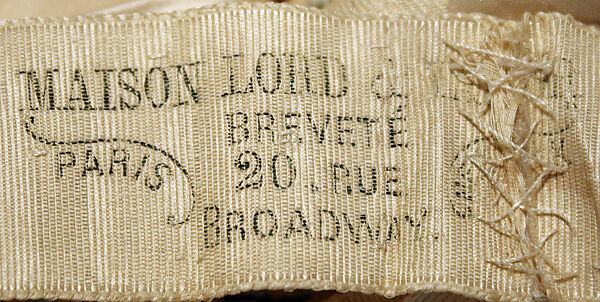 MAISON LORD &
BREVETÉ
PARIS
20. RUE
BROADWAY.